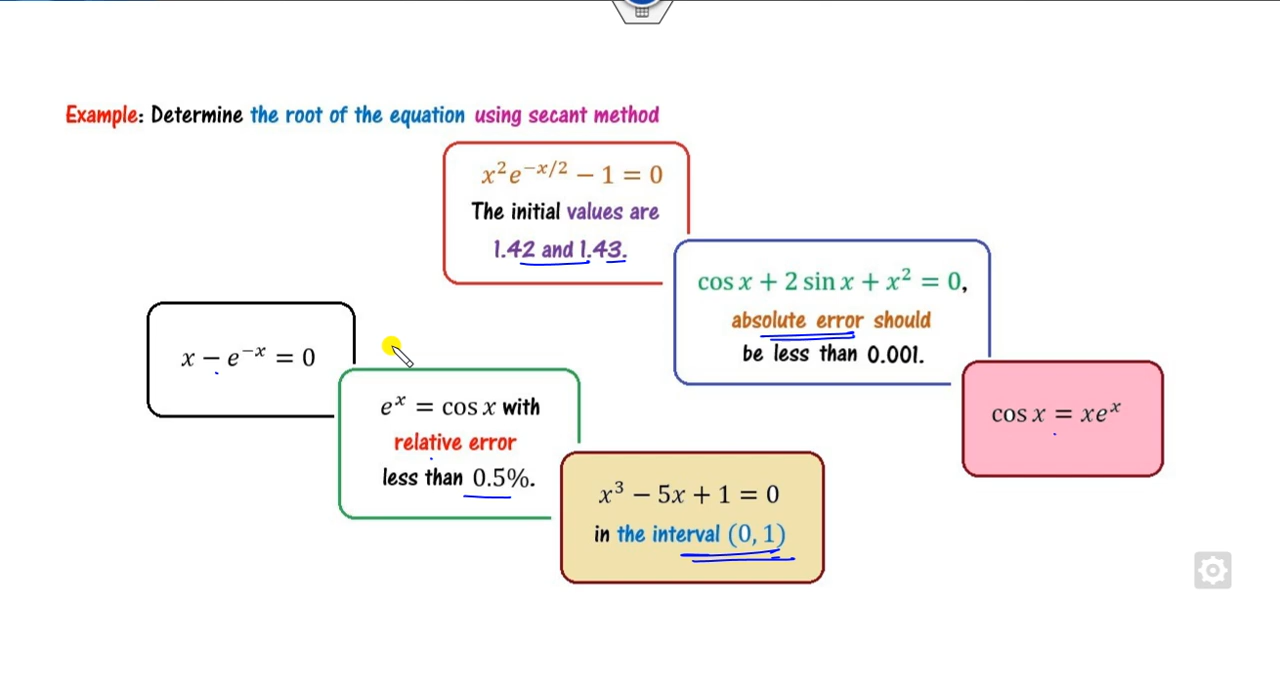 Example: Determine the root of the equation using secant method
x²e^{−x/2} − 1 = 0
The initial values are
1.42 and 1.43.
cos x + 2 sin x + x² = 0,
absolute error should
be less than 0.001.
x − e^{−x} = 0
e^x = cos x with
relative error
less than 0.5%.
cos x = xe^x
x³ − 5x + 1 = 0
in the interval (0, 1)